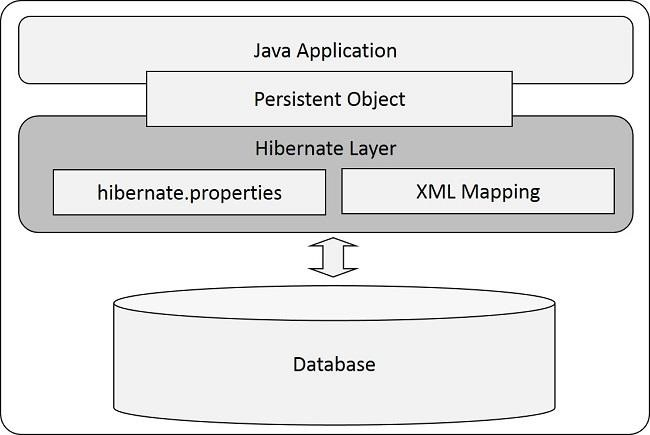 Java Application
Persistent Object
Hibernate Layer
hibernate.properties
XML Mapping
Database